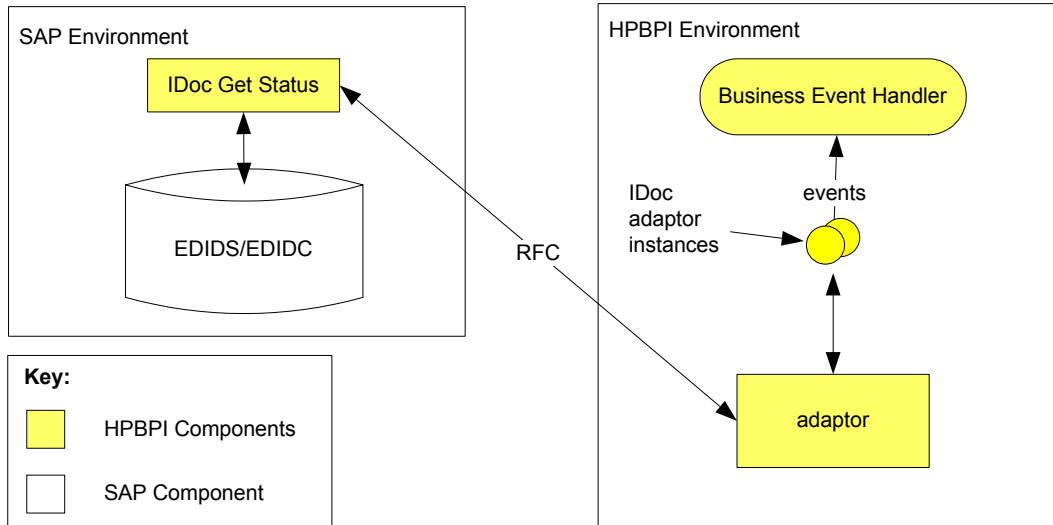 SAP Environment
IDoc Get Status
EDIDS/EDIDC
RFC
HPBPI Environment
Business Event Handler
events
IDoc
adaptor
instances
adaptor
Key:
HPBPI Components
SAP Component